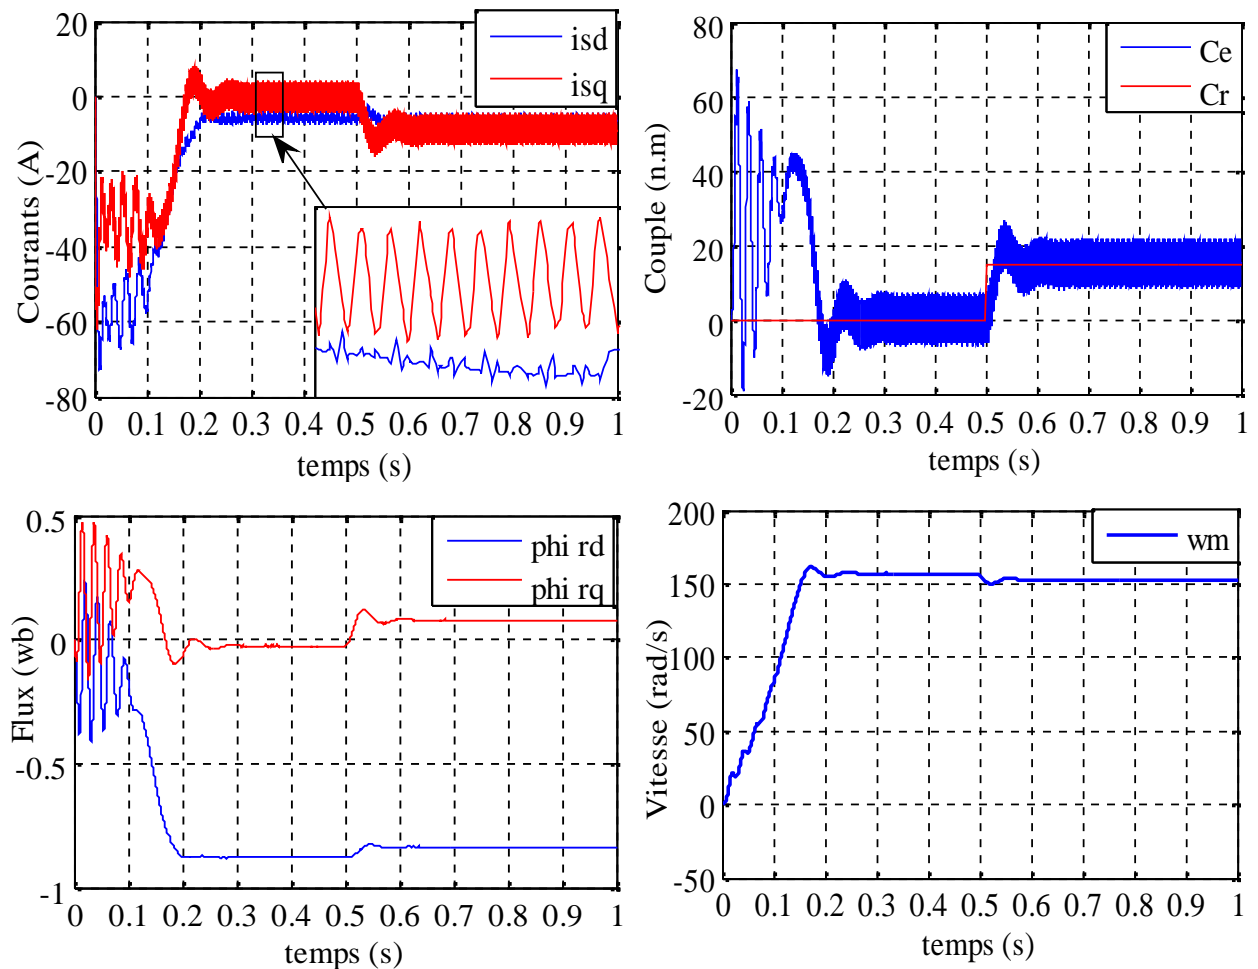 20
0
-20
-40
-60
-80
Courants (A)
isd
isq
0 0.1 0.2 0.3 0.4 0.5 0.6 0.7 0.8 0.9 1
temps (s)
80
60
40
20
0
-20
Couple (n.m)
Ce
Cr
0 0.1 0.2 0.3 0.4 0.5 0.6 0.7 0.8 0.9 1
temps (s)
0.5
0
-0.5
-1
Flux (wb)
phi rd
phi rq
0 0.1 0.2 0.3 0.4 0.5 0.6 0.7 0.8 0.9 1
temps (s)
200
150
100
50
0
-50
Vitesse (rad/s)
wm
0 0.1 0.2 0.3 0.4 0.5 0.6 0.7 0.8 0.9 1
temps (s)